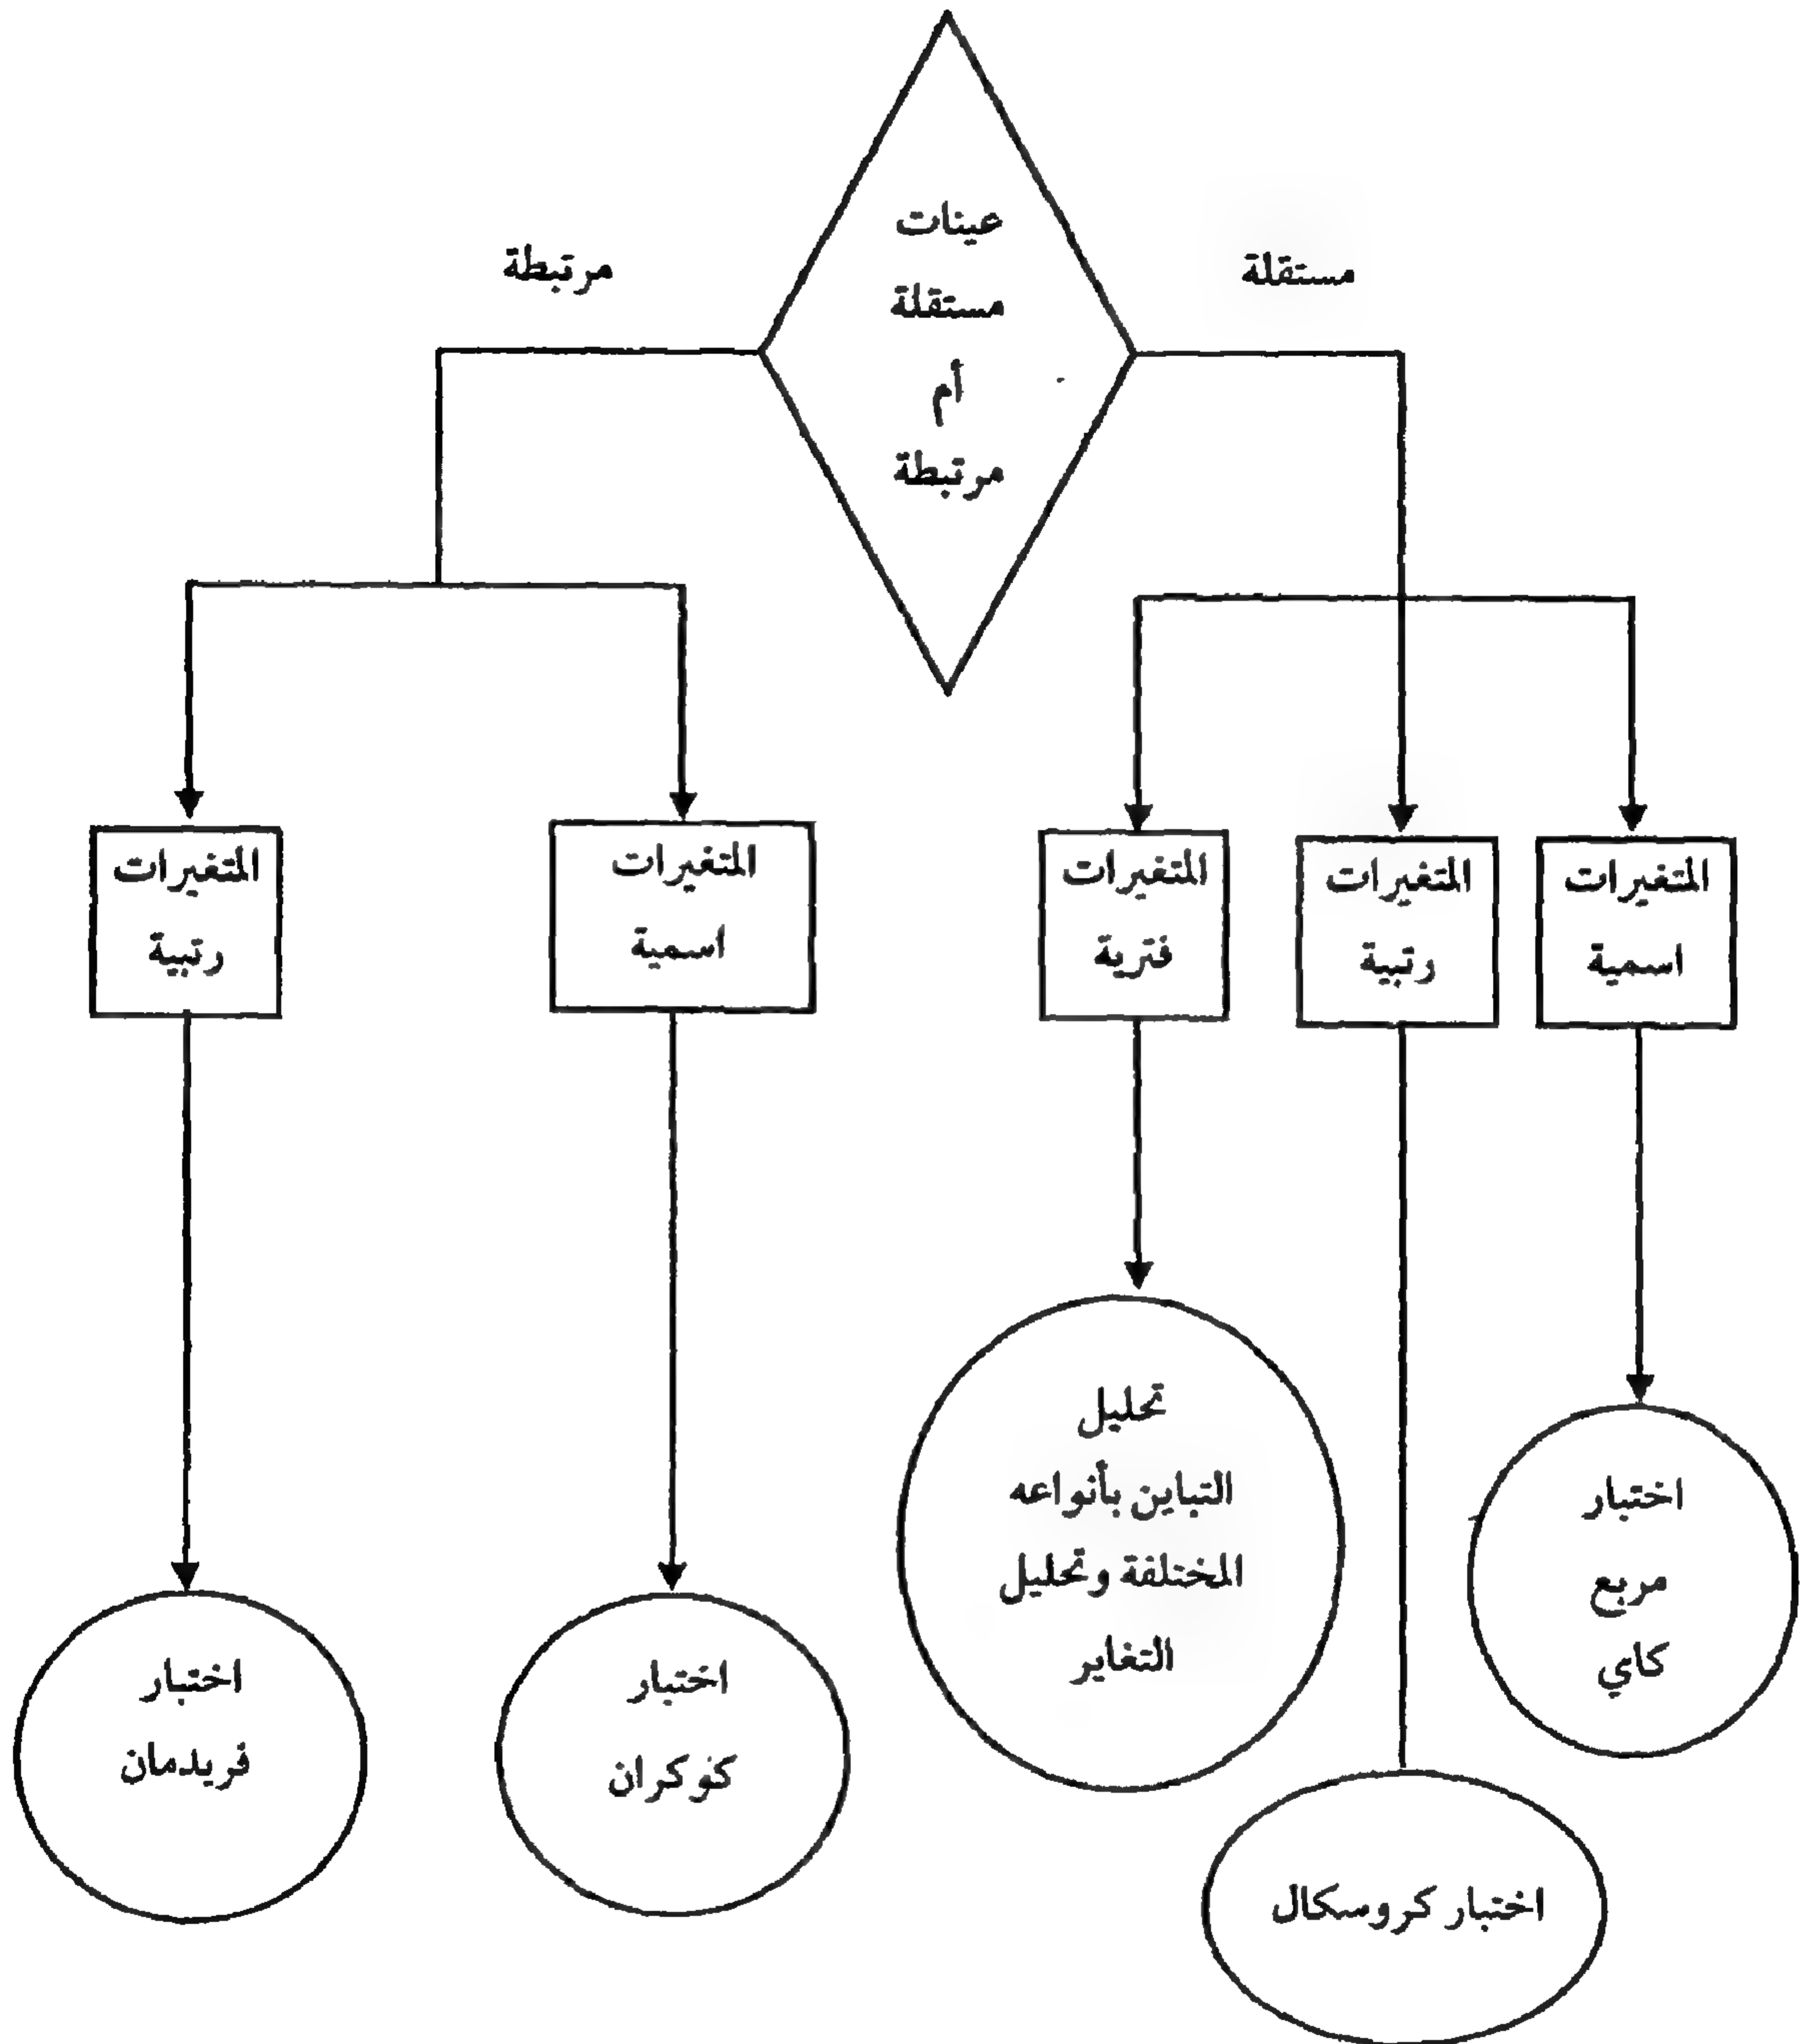 عينات
مستقلة
أم
مرتبطة
مستقلة
مرتبطة
المتغيرات
اسمية
المتغيرات
رتبية
المتغيرات
فترية
المتغيرات
اسمية
المتغيرات
رتبية
اختبار
مربع
كاي
اختبار كروسكال
تحليل
التباين بأنواعه
المختلفة وتحليل
التغاير
اختبار
كوكران
اختبار
فريدمان